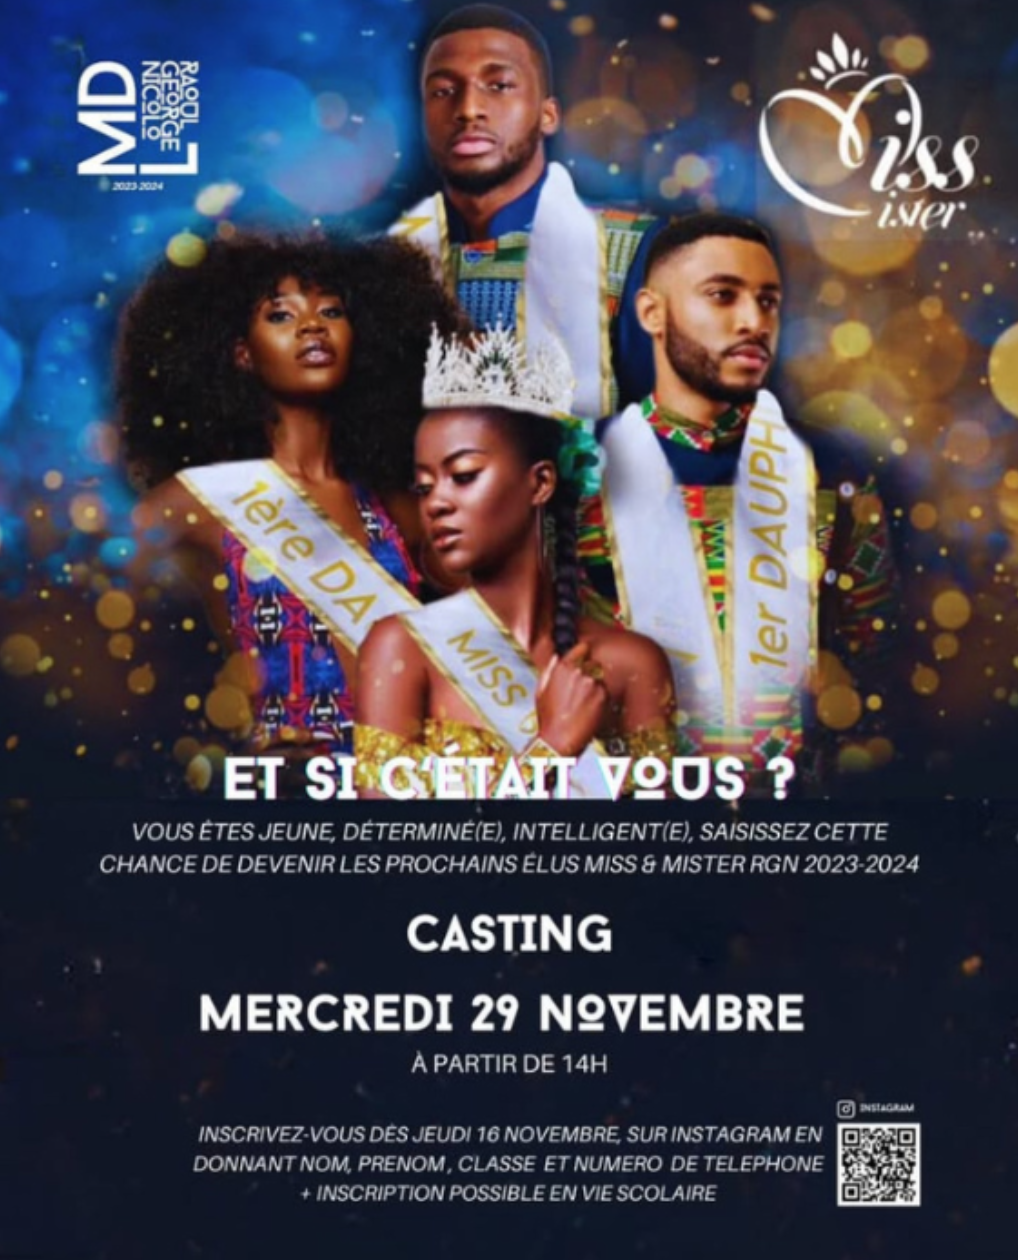 MDL
RAOUL
GEORGE
NICOLO
2023-2024
Miss
ister
1ère DA
MISS
1er DAUPH
ET SI C'ÉTAIT VOUS ?
VOUS ÊTES JEUNE, DÉTERMINÉ(E), INTELLIGENT(E), SAISISSEZ CETTE
CHANCE DE DEVENIR LES PROCHAINS ÉLUS MISS & MISTER RGN 2023-2024
CASTING
MERCREDI 29 NOVEMBRE
À PARTIR DE 14H
INSTAGRAM
INSCRIVEZ-VOUS DÈS JEUDI 16 NOVEMBRE, SUR INSTAGRAM EN
DONNANT NOM, PRENOM, CLASSE ET NUMERO DE TELEPHONE
+ INSCRIPTION POSSIBLE EN VIE SCOLAIRE